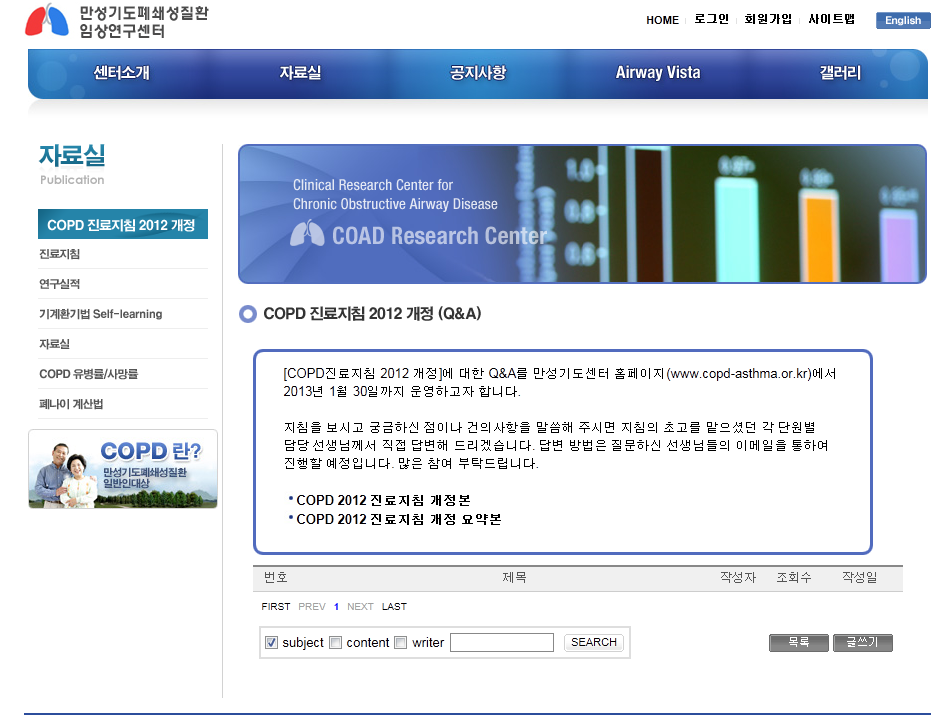 만성기도폐쇄성질환
임상연구센터
HOME 로그인 회원가입 사이트맵 English
센터소개 자료실 공지사항 Airway Vista 갤러리
자료실
Publication
COPD 진료지침 2012 개정
진료지침
연구실적
기계환기법 Self-learning
자료실
COPD 유병률/사망률
폐나이 계산법
COPD 란?
만성기도폐쇄성질환
일반인대상
Clinical Research Center for
Chronic Obstructive Airway Disease
COAD Research Center
COPD 진료지침 2012 개정 (Q&A)
[COPD진료지침 2012 개정]에 대한 Q&A를 만성기도센터 홈페이지(www.copd-asthma.or.kr)에서
2013년 1월 30일까지 운영하고자 합니다.
지침을 보시고 궁금하신 점이나 건의사항을 말씀해 주시면 지침의 초고를 맡으셨던 각 단원별
담당 선생님께서 직접 답변해 드리겠습니다. 답변 방법은 질문하신 선생님들의 이메일을 통하여
진행할 예정입니다. 많은 참여 부탁드립니다.
• COPD 2012 진료지침 개정본
• COPD 2012 진료지침 개정 요약본
번호 제목 작성자 조회수 작성일
FIRST PREV 1 NEXT LAST
subject content writer SEARCH 목록 글쓰기